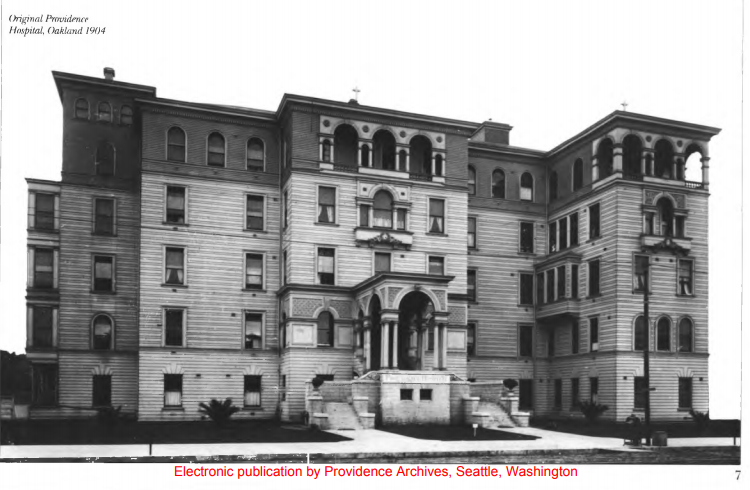 Original Providence
Hospital, Oakland 1904
Electronic publication by Providence Archives, Seattle, Washington
7